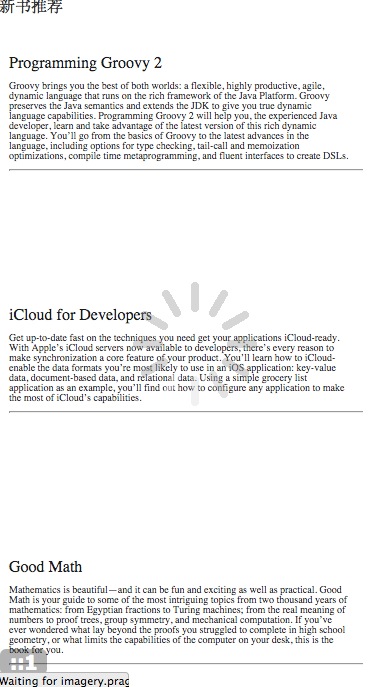 新书推荐
Programming Groovy 2
Groovy brings you the best of both worlds: a flexible, highly productive, agile,
dynamic language that runs on the rich framework of the Java Platform. Groovy
preserves the Java semantics and extends the JDK to give you true dynamic
language capabilities. Programming Groovy 2 will help you, the experienced Java
developer, learn and take advantage of the latest version of this rich dynamic
language. You'll go from the basics of Groovy to the latest advances in the
language, including options for type checking, tail-call and memoization
optimizations, compile time metaprogramming, and fluent interfaces to create DSLs.
iCloud for Developers
Get up-to-date fast on the techniques you need get your applications iCloud-ready.
With Apple's iCloud servers now available to developers, there's every reason to
make synchronization a core feature of your product. You'll learn how to iCloud-
enable the data formats you're most likely to use in an iOS application: key-value
data, document-based data, and relational data. Using a simple grocery list
application as an example, you'll find out how to configure any application to make
the most of iCloud's capabilities.
Good Math
Mathematics is beautiful—and it can be fun and exciting as well as practical. Good
Math is your guide to some of the most intriguing topics from two thousand years of
mathematics: from Egyptian fractions to Turing machines; from the real meaning of
numbers to proof trees, group symmetry, and mechanical computation. If you've
ever wondered what lay beyond the proofs you struggled to complete in high school
geometry, or what limits the capabilities of the computer on your desk, this is the
book for you.
Waiting for imagery.prag